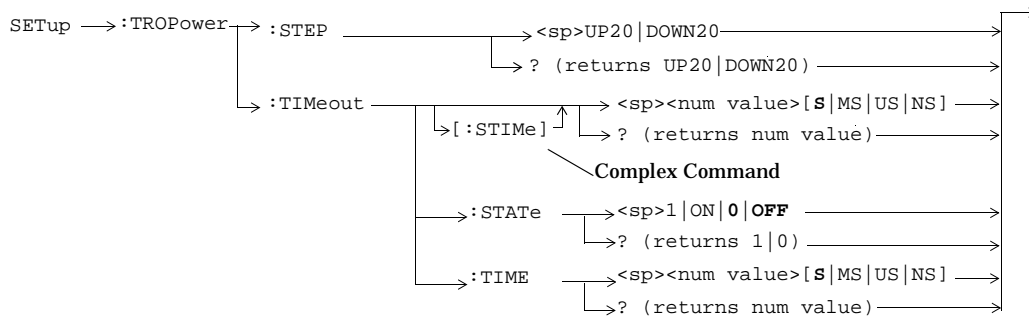 SETup :TROPower :STEP <sp>UP20|DOWN20
? (returns UP20|DOWN20)
:TIMeout <sp><num value>[S|MS|US|NS]
[:STIMe] ? (returns num value)
Complex Command
:STATe <sp>1|ON|0|OFF
? (returns 1|0)
:TIME <sp><num value>[S|MS|US|NS]
? (returns num value)